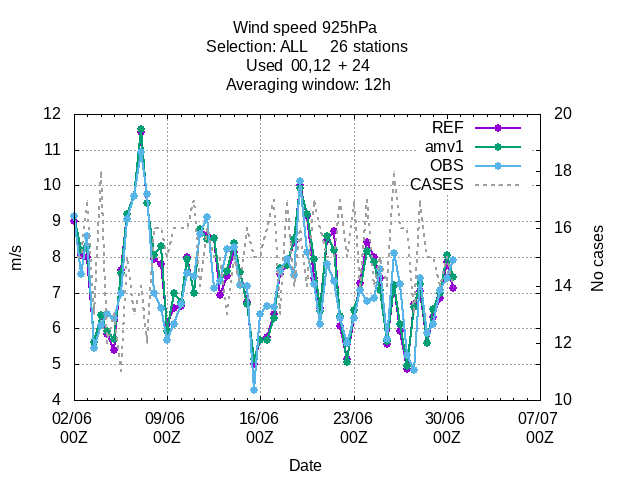 Wind speed 925hPa
Selection: ALL 26 stations
Used 00,12 + 24
Averaging window: 12h
REF
amv1
OBS
CASES
12
11
10
9
8
7
6
5
4
m/s
20
18
16
14
12
10
No cases
02/06 09/06 16/06 23/06 30/06 07/07
00Z 00Z 00Z 00Z 00Z 00Z
Date